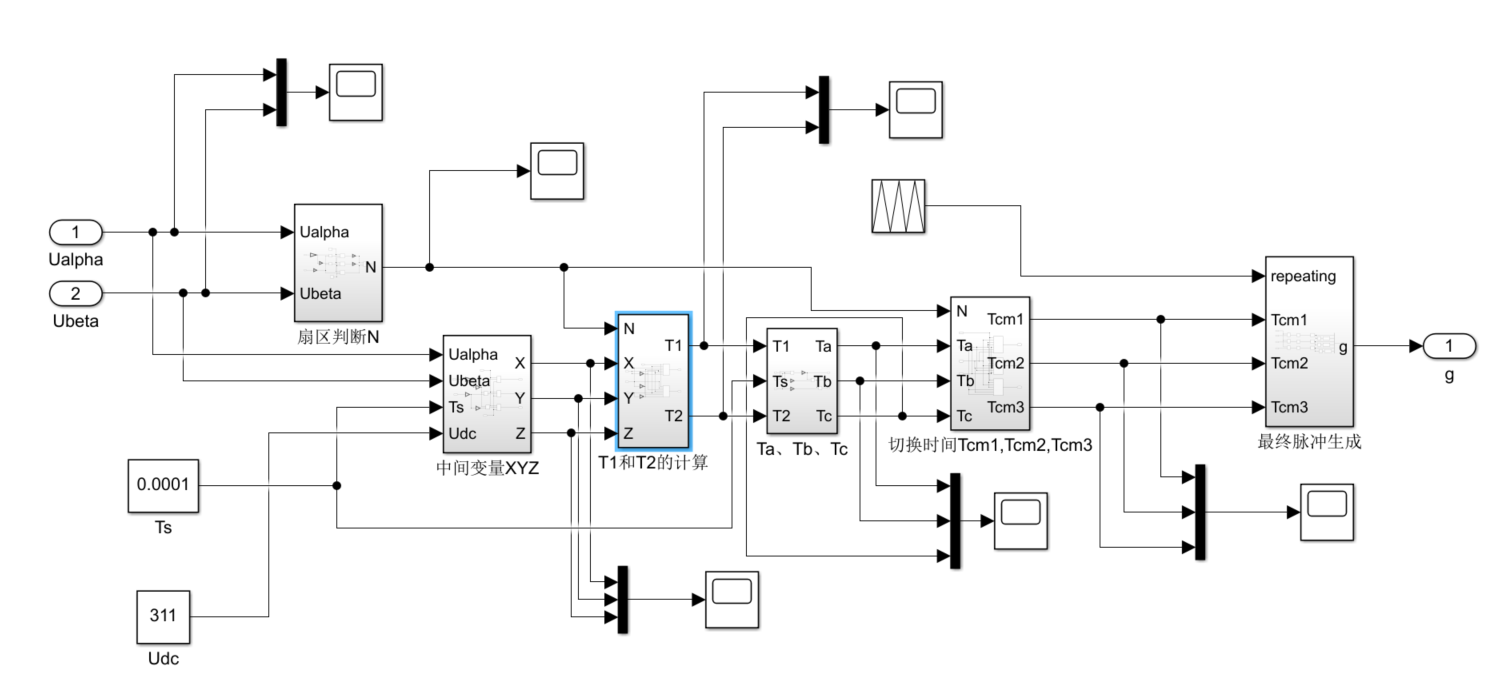 1
Ualpha
2
Ubeta
Ualpha
Ubeta
N
扇区判断N
Ualpha
Ubeta
Ts
Udc
X
Y
Z
中间变量XYZ
0.0001
Ts
311
Udc
N
X
Y
Z
T1
T2
T1和T2的计算
T1
Ts
T2
Ta
Tb
Tc
Ta、Tb、Tc
N
Ta
Tb
Tc
Tcm1
Tcm2
Tcm3
切换时间Tcm1,Tcm2,Tcm3
repeating
Tcm1
Tcm2
Tcm3
g
最终脉冲生成
1
g